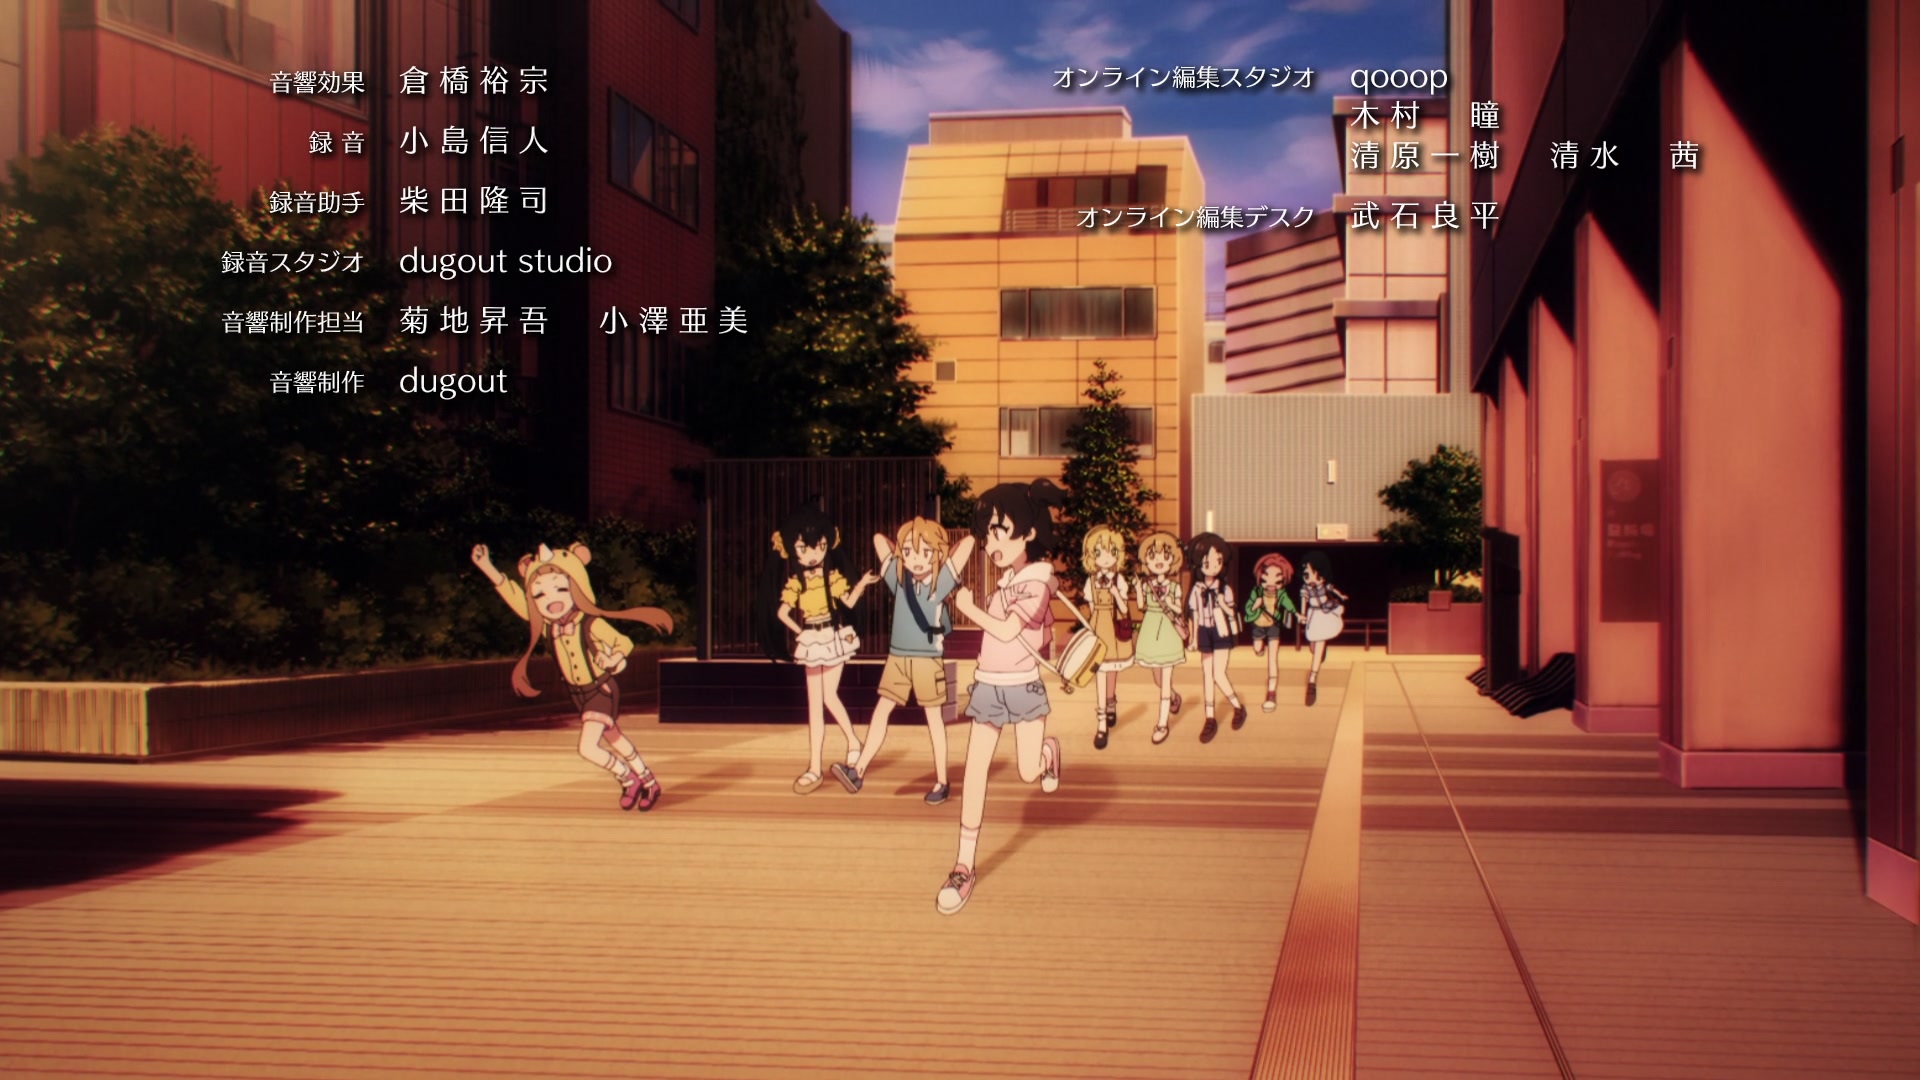 音響効果 倉橋裕宗
録音 小島信人
録音助手 柴田隆司
録音スタジオ dugout studio
音響制作担当 菊地昇吾 小澤亜美
音響制作 dugout
オンライン編集スタジオ qooop
木村 瞳
清原一樹 清水 茜
オンライン編集デスク 武石良平